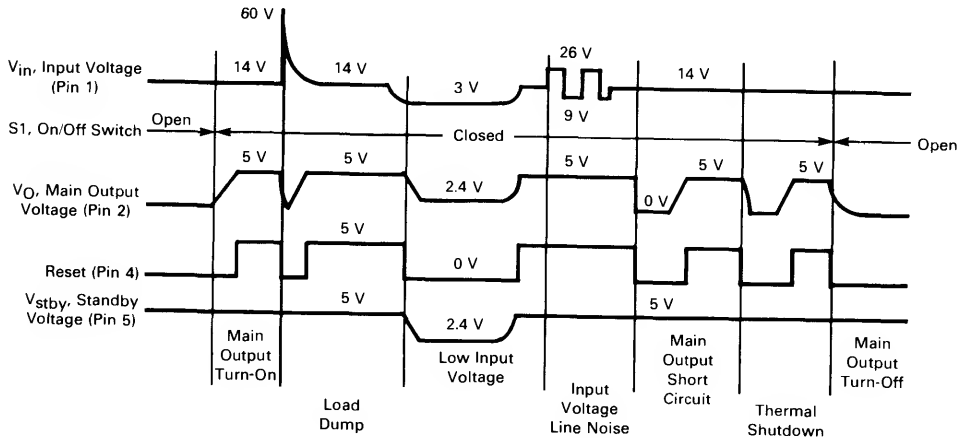 60 V
Vin, Input Voltage
(Pin 1)
14 V
14 V
3 V
26 V
9 V
14 V
S1, On/Off Switch
Open
Closed
Open
VO, Main Output
Voltage (Pin 2)
5 V
5 V
2.4 V
5 V
0 V
5 V
5 V
Reset (Pin 4)
5 V
0 V
Vstby, Standby
Voltage (Pin 5)
5 V
2.4 V
5 V
Main
Output
Turn-On
Load
Dump
Low Input
Voltage
Input
Voltage
Line Noise
Main
Output
Short
Circuit
Thermal
Shutdown
Main
Output
Turn-Off